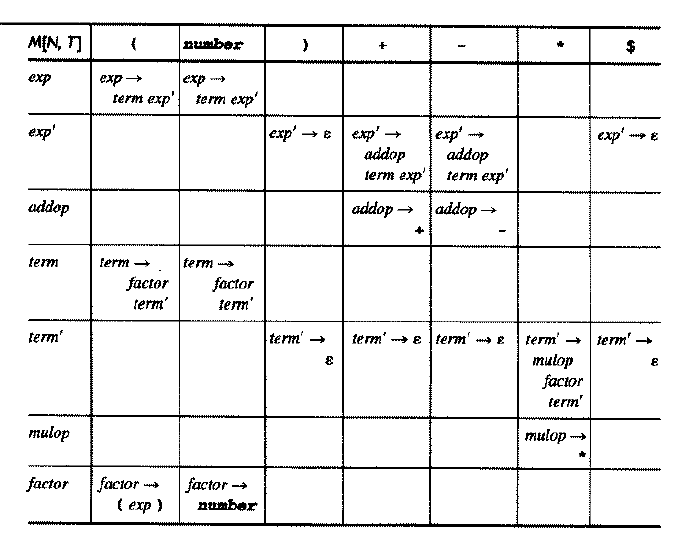 M[N, T] ( number ) + - * $
exp exp → exp →
term exp' term exp'
exp' exp' → ε exp' → exp' → exp' → ε
addop addop
term exp' term exp'
addop addop → addop →
+ -
term term → term →
factor factor
term' term'
term' term' → term' → ε term' → ε term' → term' →
ε mulop ε
factor
term'
mulop mulop →
*
factor factor → factor →
( exp ) number